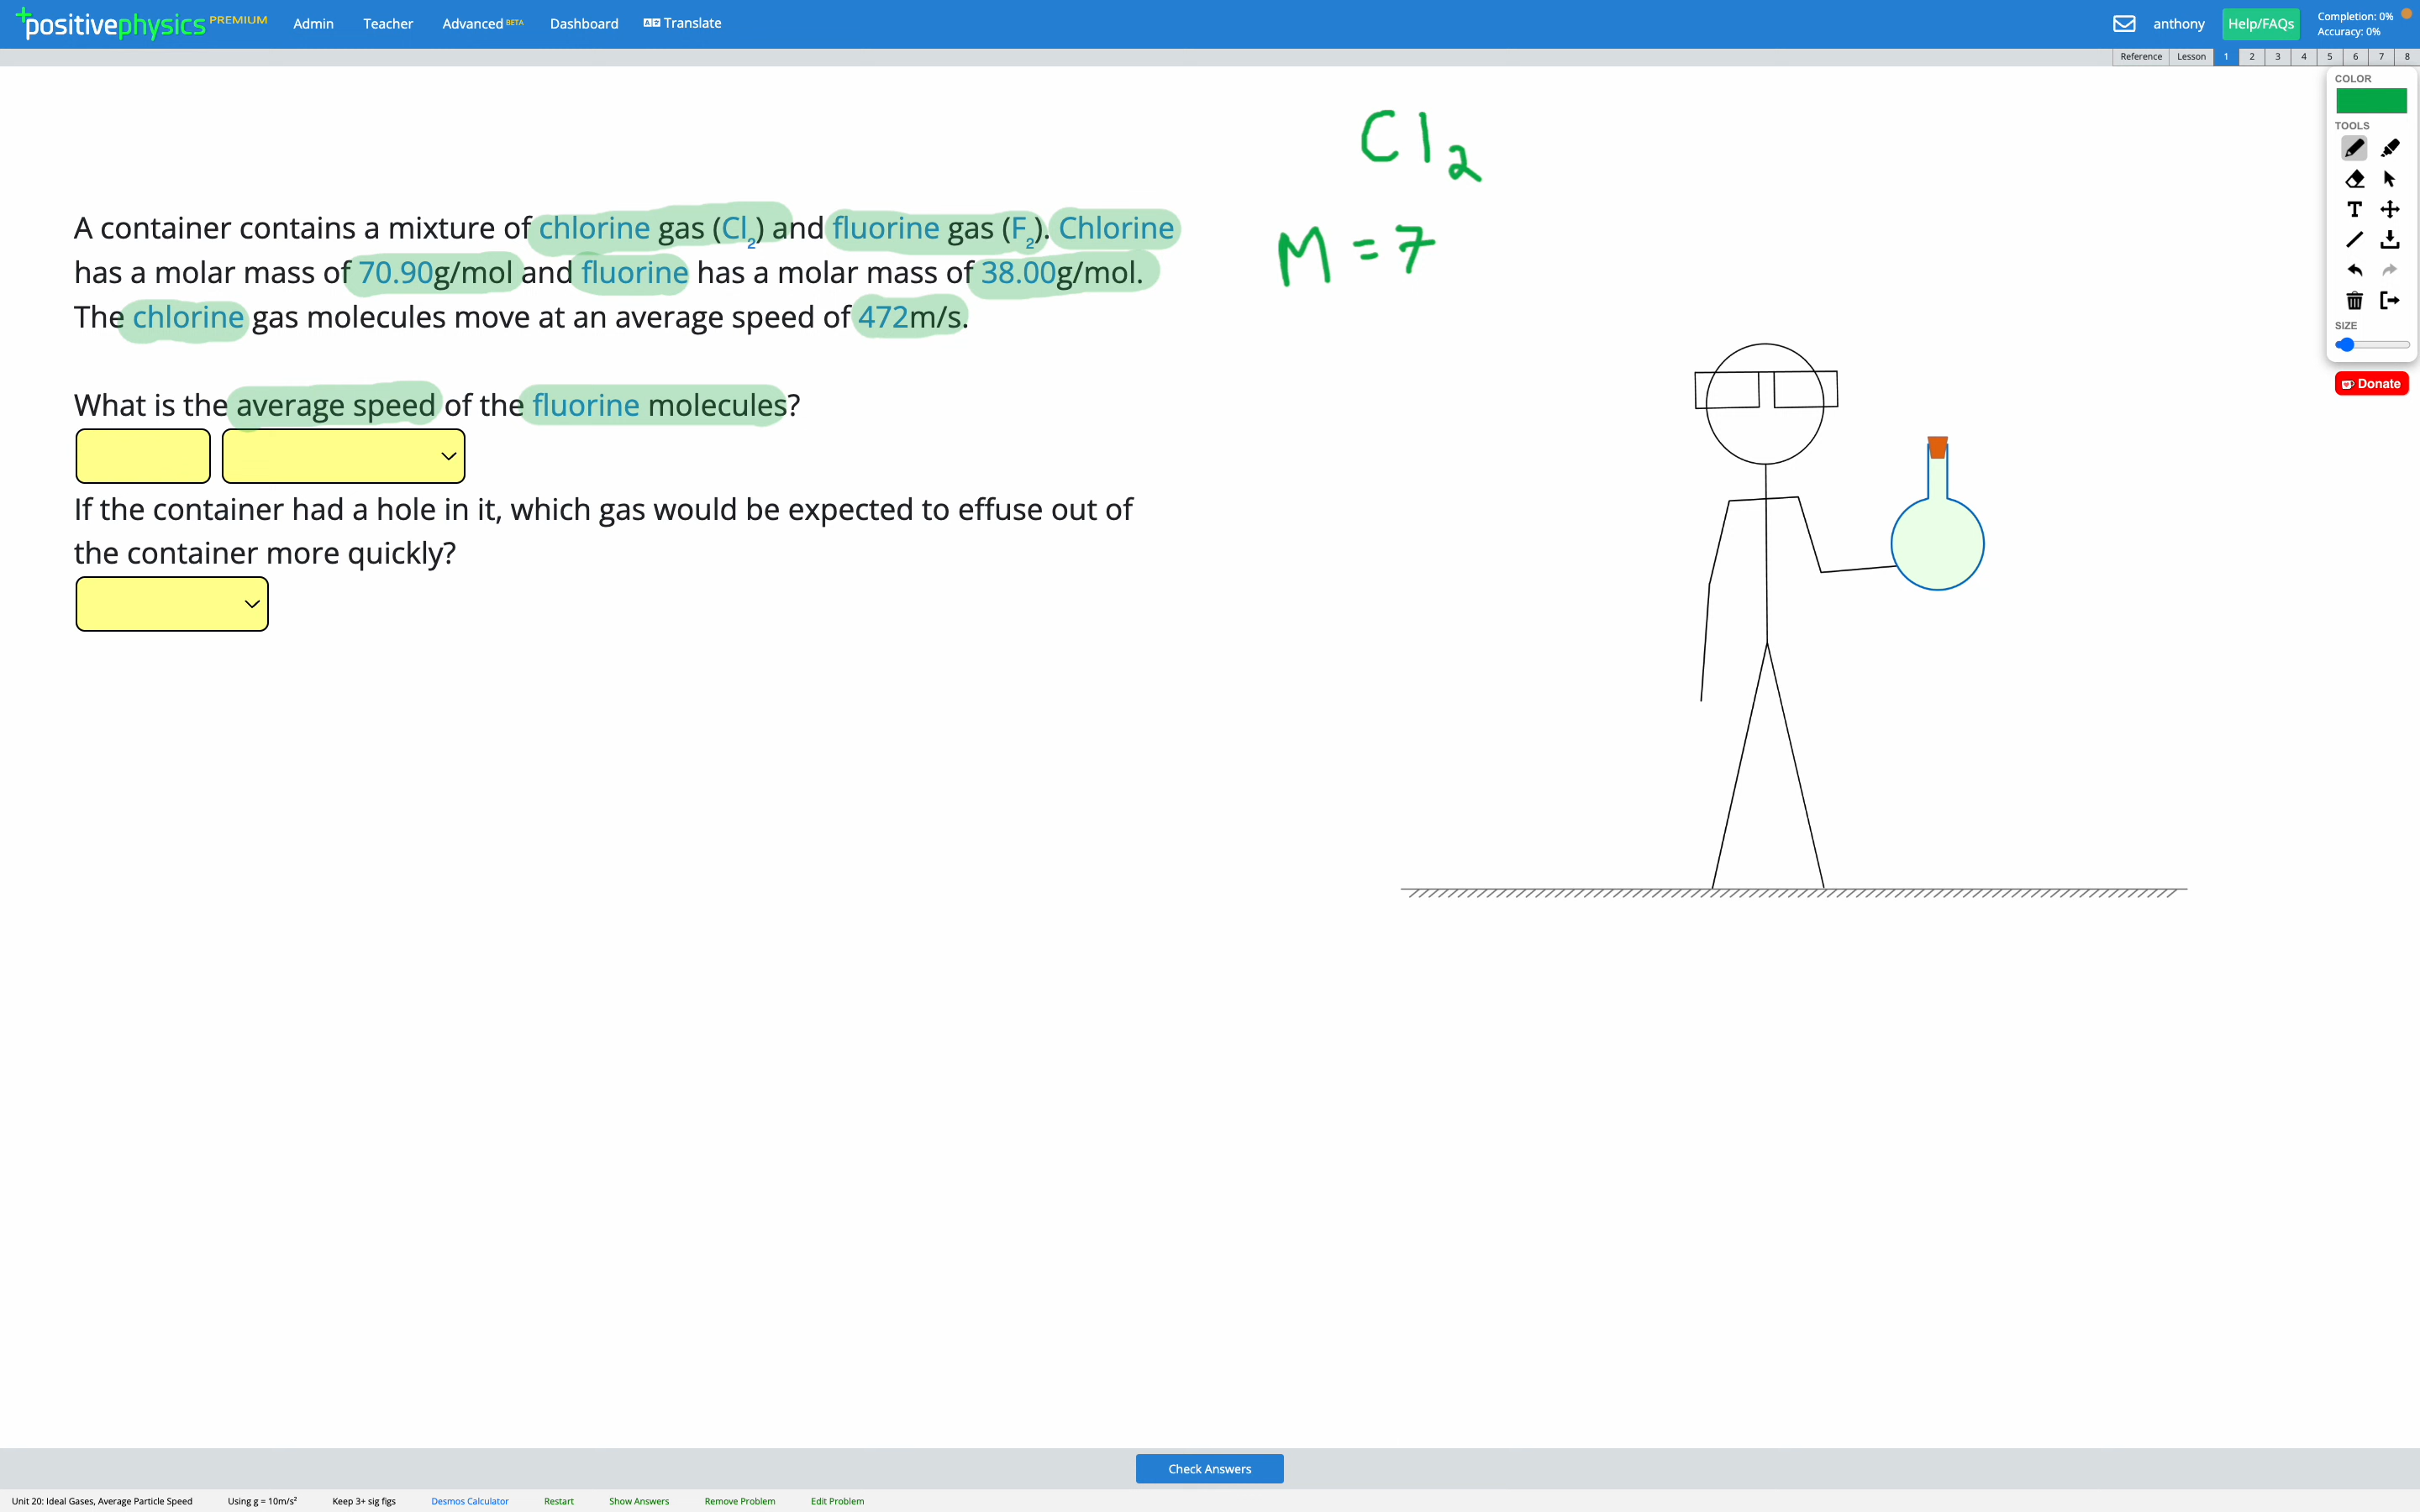 positivephysics PREMIUM Admin Teacher Advanced BETA Dashboard Translate anthony Help/FAQs Completion: 0%
Accuracy: 0%
Reference Lesson 1 2 3 4 5 6 7 8
COLOR
TOOLS
SIZE
Donate
Cl2
M = 7
A container contains a mixture of chlorine gas (Cl2) and fluorine gas (F2). Chlorine
has a molar mass of 70.90g/mol and fluorine has a molar mass of 38.00g/mol.
The chlorine gas molecules move at an average speed of 472m/s.
What is the average speed of the fluorine molecules?
If the container had a hole in it, which gas would be expected to effuse out of
the container more quickly?
Check Answers
Unit 20: Ideal Gases, Average Particle Speed Using g = 10m/s² Keep 3+ sig figs Desmos Calculator Restart Show Answers Remove Problem Edit Problem